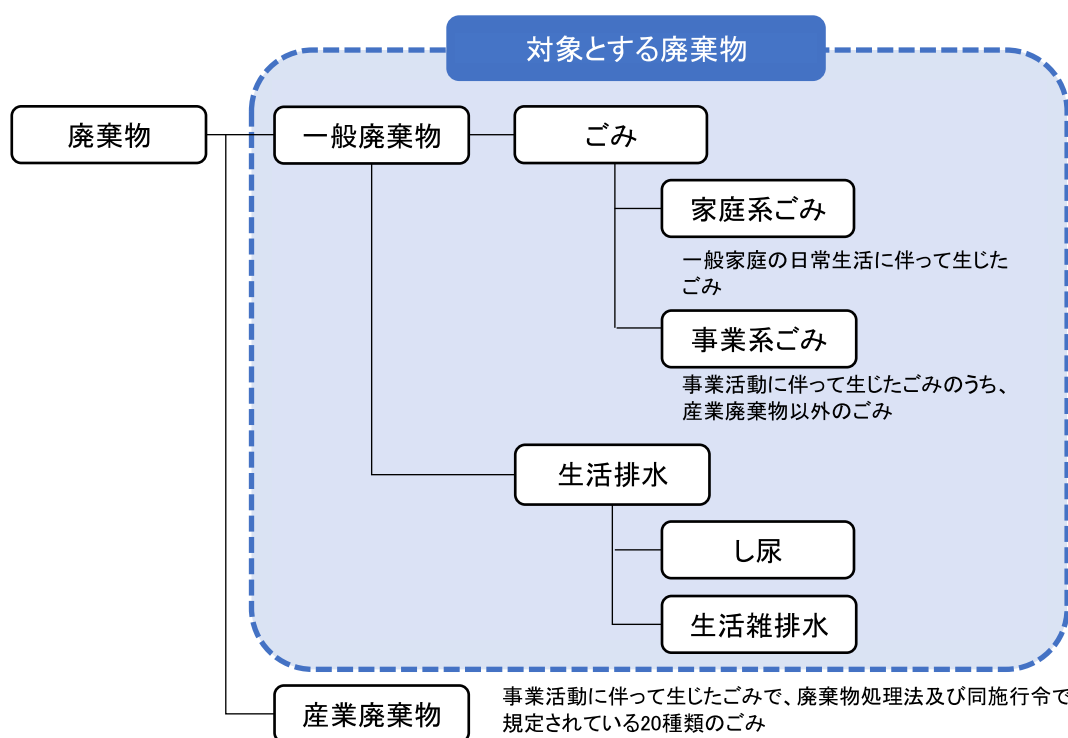 対象とする廃棄物
廃棄物
一般廃棄物
ごみ
家庭系ごみ
一般家庭の日常生活に伴って生じた
ごみ
事業系ごみ
事業活動に伴って生じたごみのうち、
産業廃棄物以外のごみ
生活排水
し尿
生活雑排水
産業廃棄物
事業活動に伴って生じたごみで、廃棄物処理法及び同施行令で
規定されている20種類のごみ